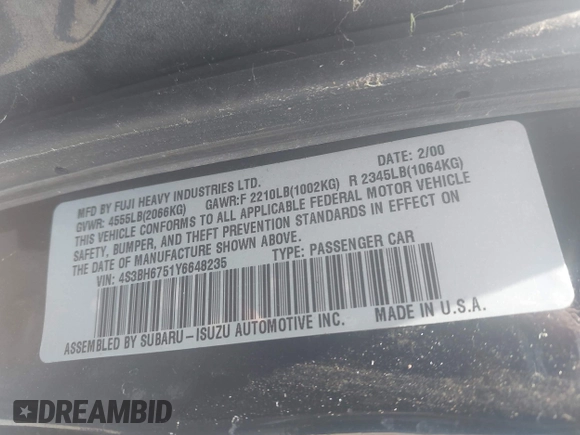 MFD BY FUJI HEAVY INDUSTRIES LTD. DATE: 2/00
GVWR: 4555LB(2066KG) GAWR:F 2210LB(1002KG) R 2345LB(1064KG)
THIS VEHICLE CONFORMS TO ALL APPLICABLE FEDERAL MOTOR VEHICLE
SAFETY, BUMPER, AND THEFT PREVENTION STANDARDS IN EFFECT ON
THE DATE OF MANUFACTURE SHOWN ABOVE.
VIN: 4S3BH6751Y6648235 TYPE: PASSENGER CAR
ASSEMBLED BY SUBARU-ISUZU AUTOMOTIVE INC. MADE IN U.S.A.
DREAMBID